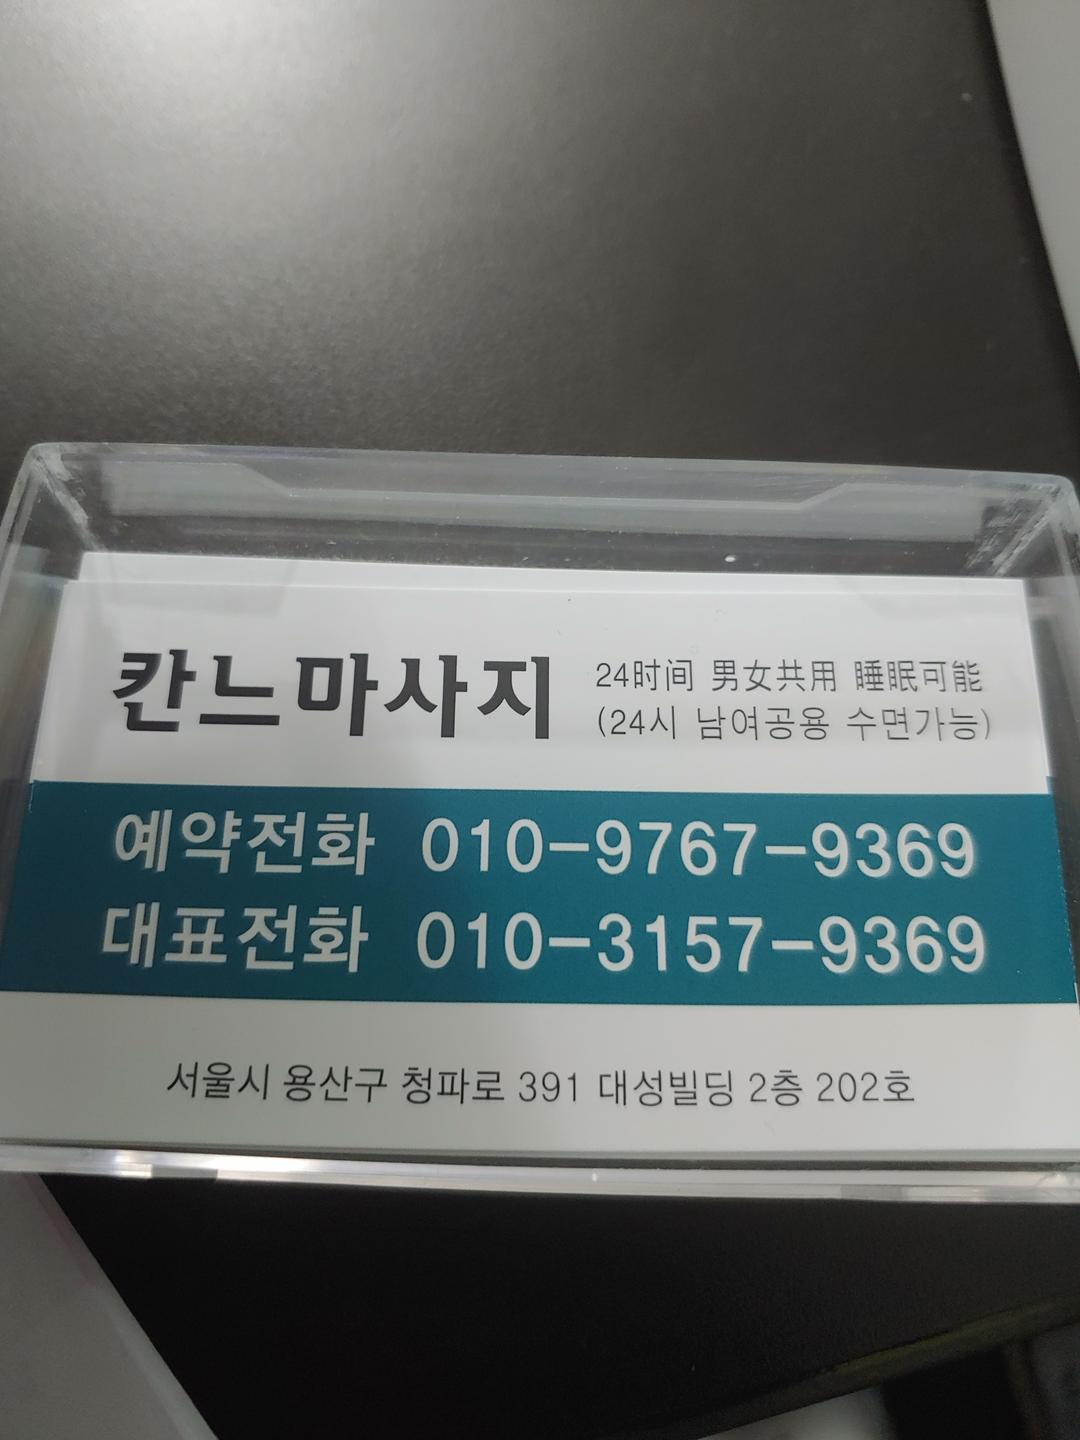 칸느마사지
24时间 男女共用 睡眠可能
(24시 남여공용 수면가능)
예약전화 010-9767-9369
대표전화 010-3157-9369
서울시 용산구 청파로 391 대성빌딩 2층 202호